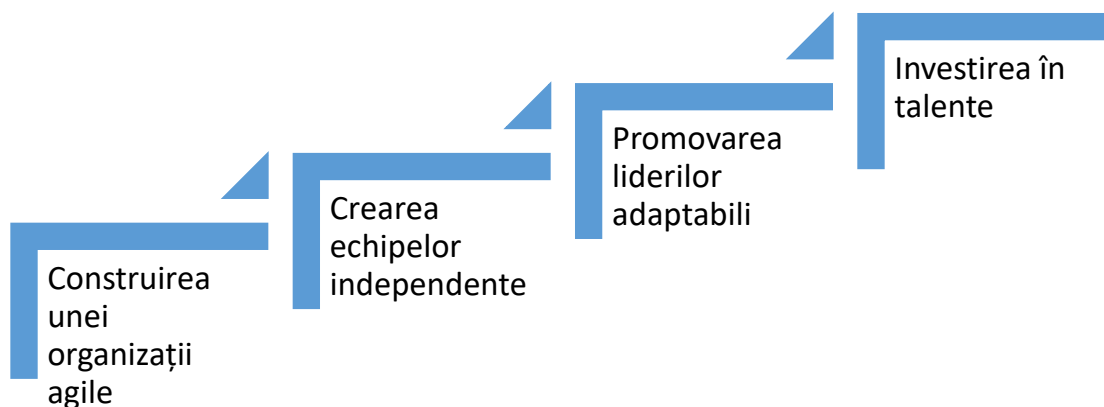 Construirea
unei
organizații
agile
Crearea
echipelor
independente
Promovarea
liderilor
adaptabili
Investirea în
talente